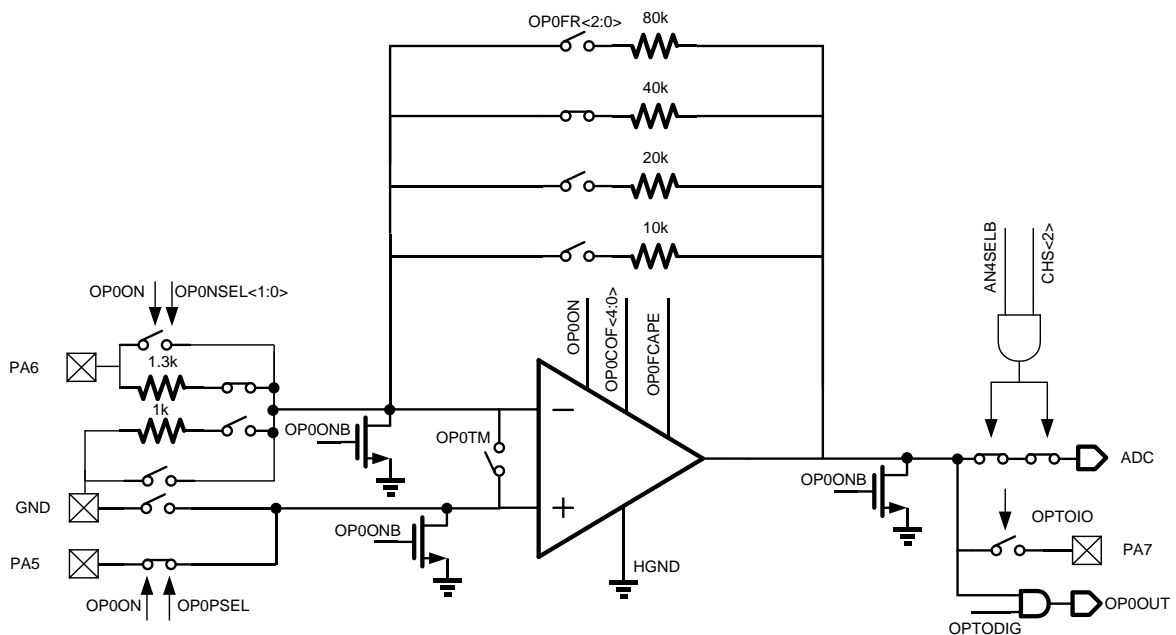 OP0FR<2:0>
80k
40k
20k
10k
AN4SELB
CHS<2>
OP0ON
OP0NSEL<1:0>
OP0ON
OP0COF<4:0>
OP0FCAPE
PA6
1.3k
1k
OP0ONB
OP0TM
OP0ONB
ADC
GND
OP0ONB
OPTOIO
PA5
HGND
PA7
OP0ON
OP0PSEL
OP0OUT
OPTODIG